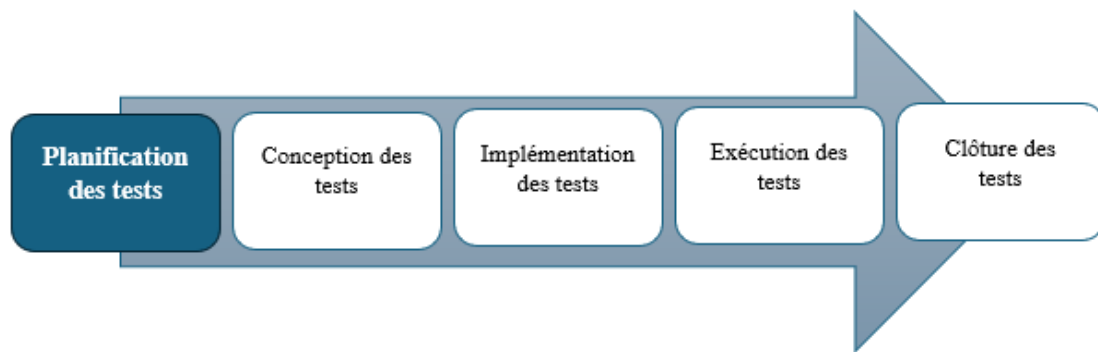 Planification
des tests
Conception des
tests
Implémentation
des tests
Exécution des
tests
Clôture des
tests